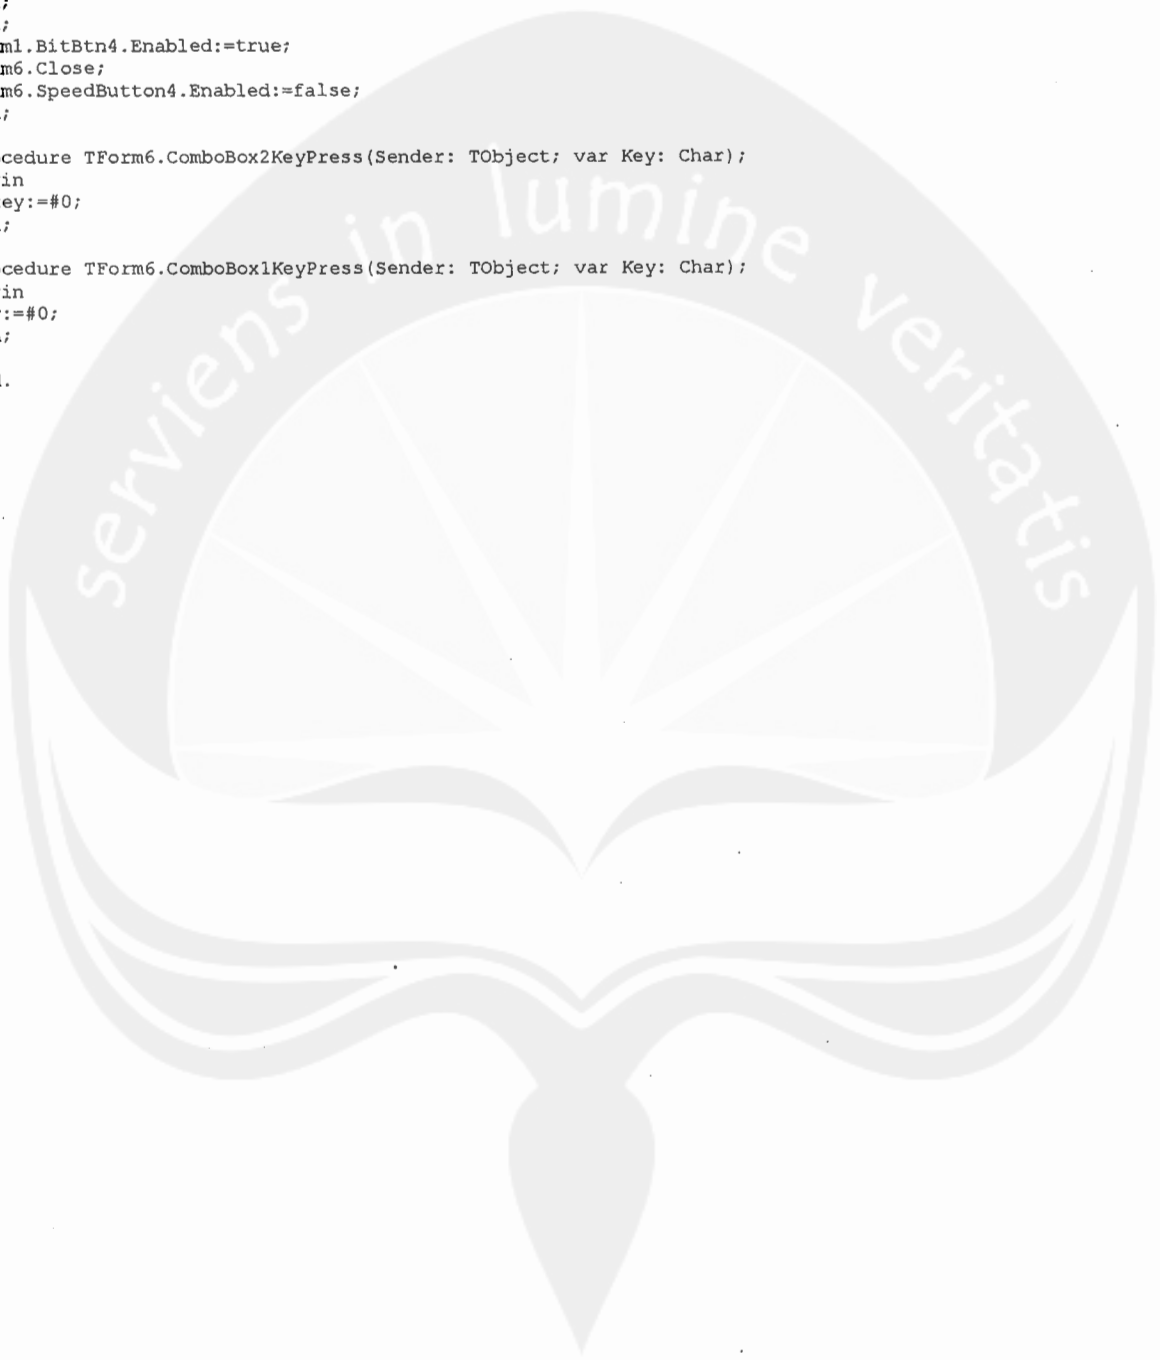 ;
;
m1.BitBtn4.Enabled:=true;
m6.Close;
m6.SpeedButton4.Enabled:=false;
;
cedure TForm6.ComboBox2KeyPress(Sender: TObject; var Key: Char);
in
ey:=#0;
;
cedure TForm6.ComboBox1KeyPress(Sender: TObject; var Key: Char);
in
:=#0;
;
.
serviens in lumine veritatis